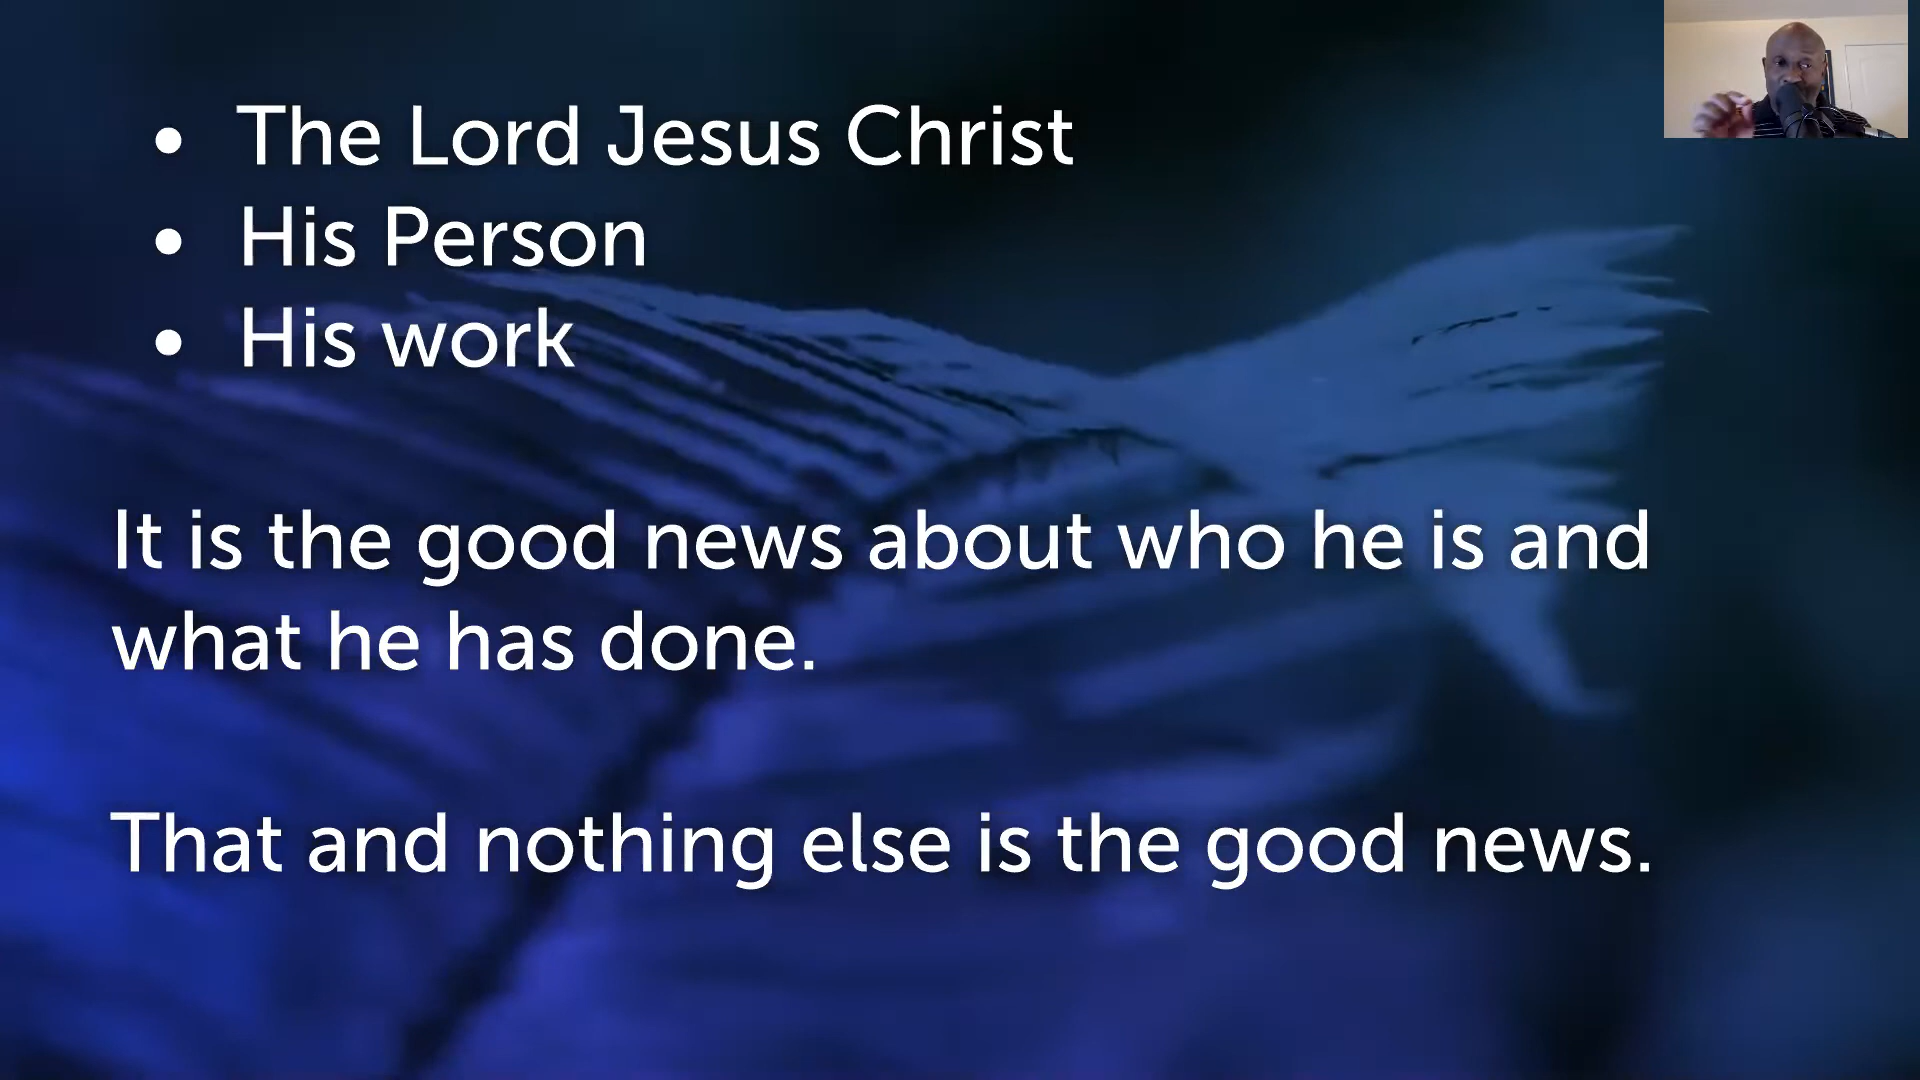 • The Lord Jesus Christ
• His Person
• His work
It is the good news about who he is and
what he has done.
That and nothing else is the good news.